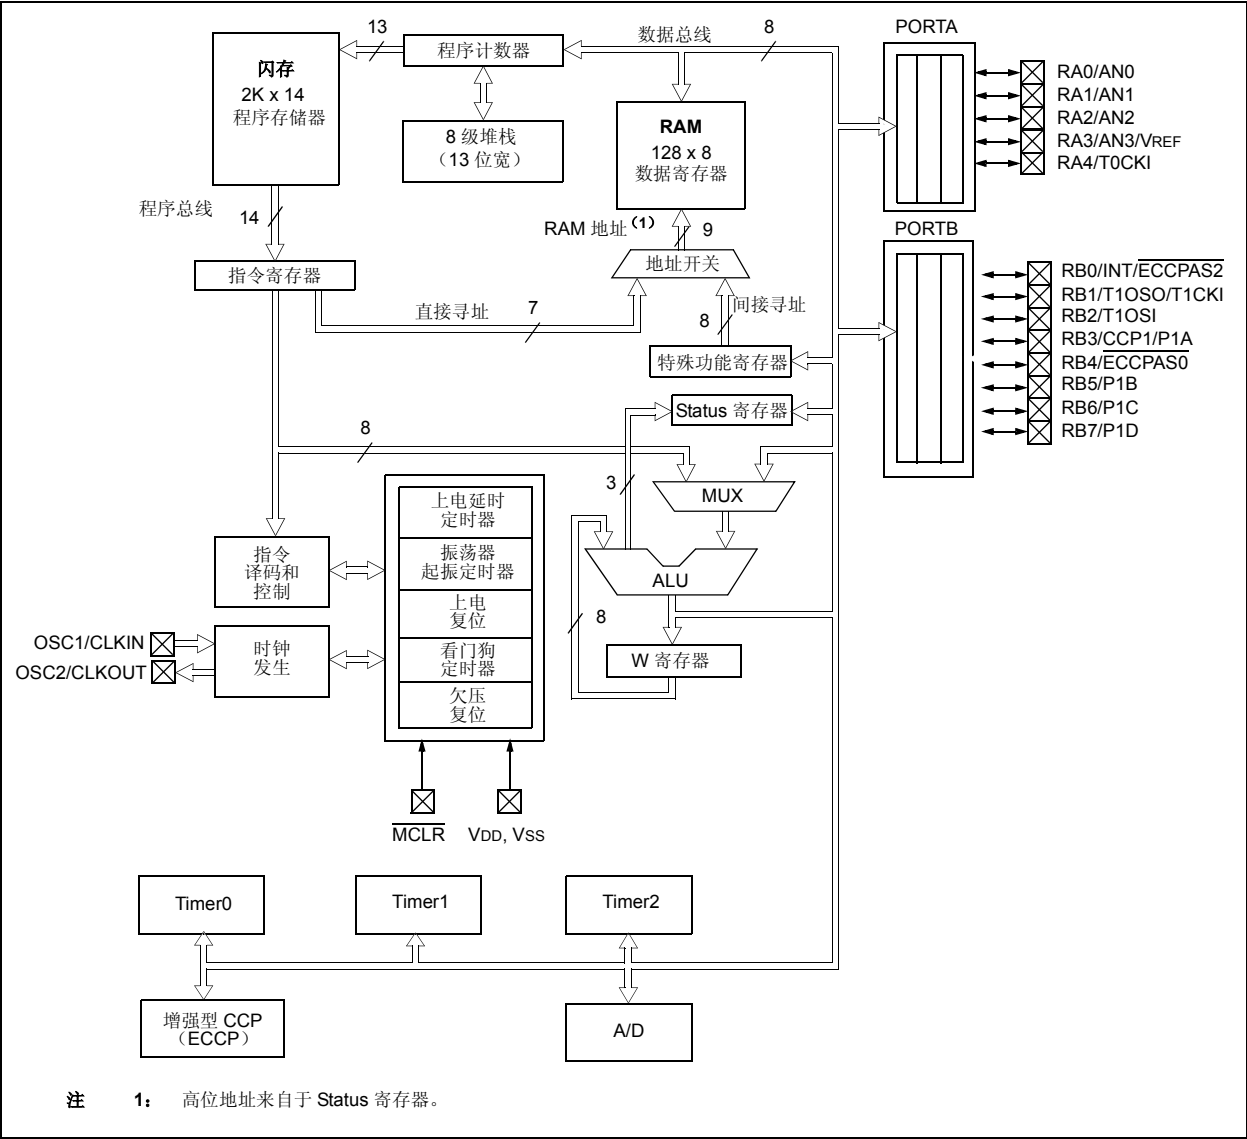 闪存
2K x 14
程序存储器
13
程序计数器
数据总线
8
8 级堆栈
（13 位宽）
RAM
128 x 8
数据寄存器
程序总线
14
RAM 地址(1)
9
地址开关
指令寄存器
直接寻址
7
间接寻址
8
特殊功能寄存器
Status 寄存器
8
3
MUX
ALU
8
W 寄存器
指令
译码和
控制
时钟
发生
OSC1/CLKIN
OSC2/CLKOUT
上电延时
定时器
振荡器
起振定时器
上电
复位
看门狗
定时器
欠压
复位
MCLR
VDD, VSS
PORTA
RA0/AN0
RA1/AN1
RA2/AN2
RA3/AN3/VREF
RA4/T0CKI
PORTB
RB0/INT/ECCPAS2
RB1/T1OSO/T1CKI
RB2/T1OSI
RB3/CCP1/P1A
RB4/ECCPAS0
RB5/P1B
RB6/P1C
RB7/P1D
Timer0
Timer1
Timer2
增强型 CCP
（ECCP）
A/D
注 1： 高位地址来自于 Status 寄存器。